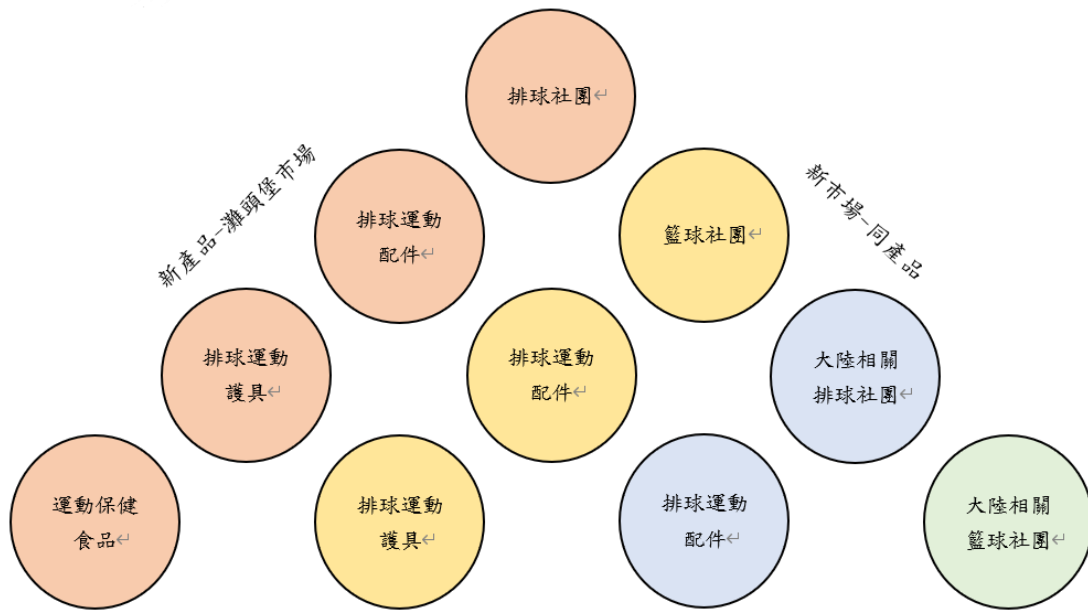 排球社團↵
新產品-灘頭堡市場
新市場-同產品
排球運動
配件↵
籃球社團↵
排球運動
護具↵
排球運動
配件↵
大陸相關
排球社團↵
運動保健
食品↵
排球運動
護具↵
排球運動
配件↵
大陸相關
籃球社團↵